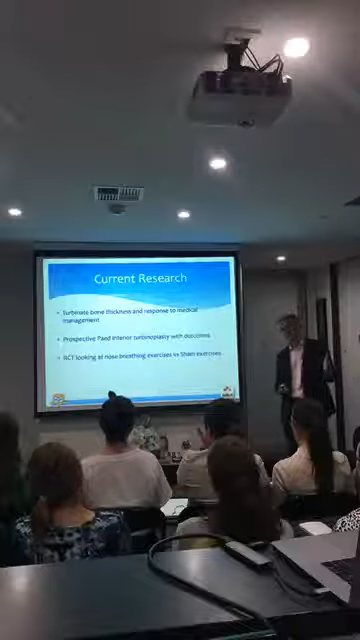 Current Research
Turbinate bone thickness and response to medical
management
Prospective Paed inferior turbinoplasty with outcomes
RCT looking at nose breathing exercises vs Sham exercises